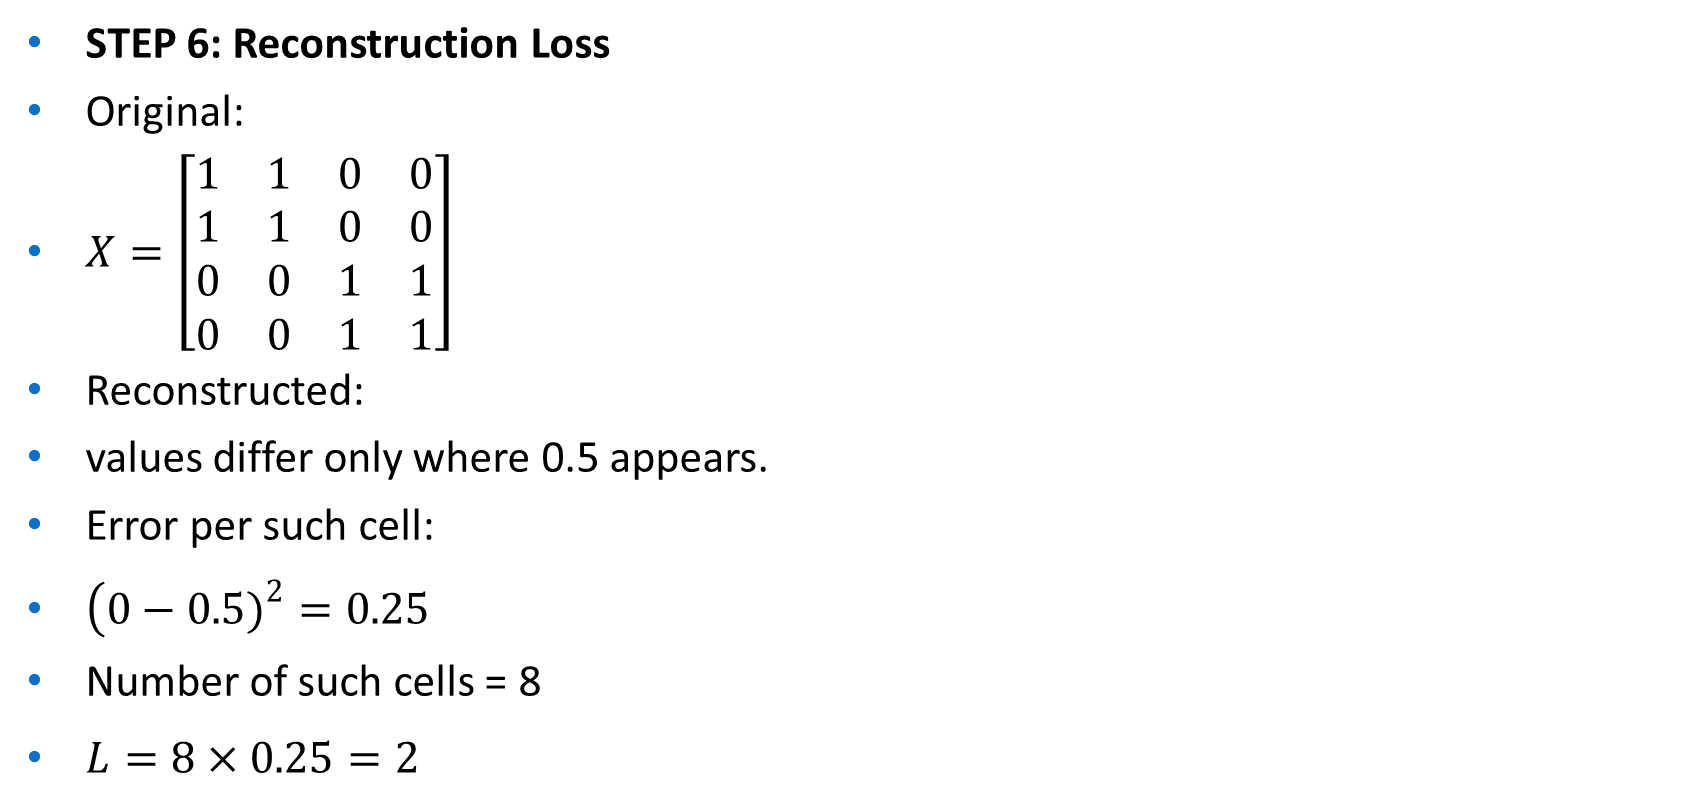 • STEP 6: Reconstruction Loss
• Original:
• X = [1 1 0 0
1 1 0 0
0 0 1 1
0 0 1 1]
• Reconstructed:
• values differ only where 0.5 appears.
• Error per such cell:
• (0 − 0.5)² = 0.25
• Number of such cells = 8
• L = 8 × 0.25 = 2